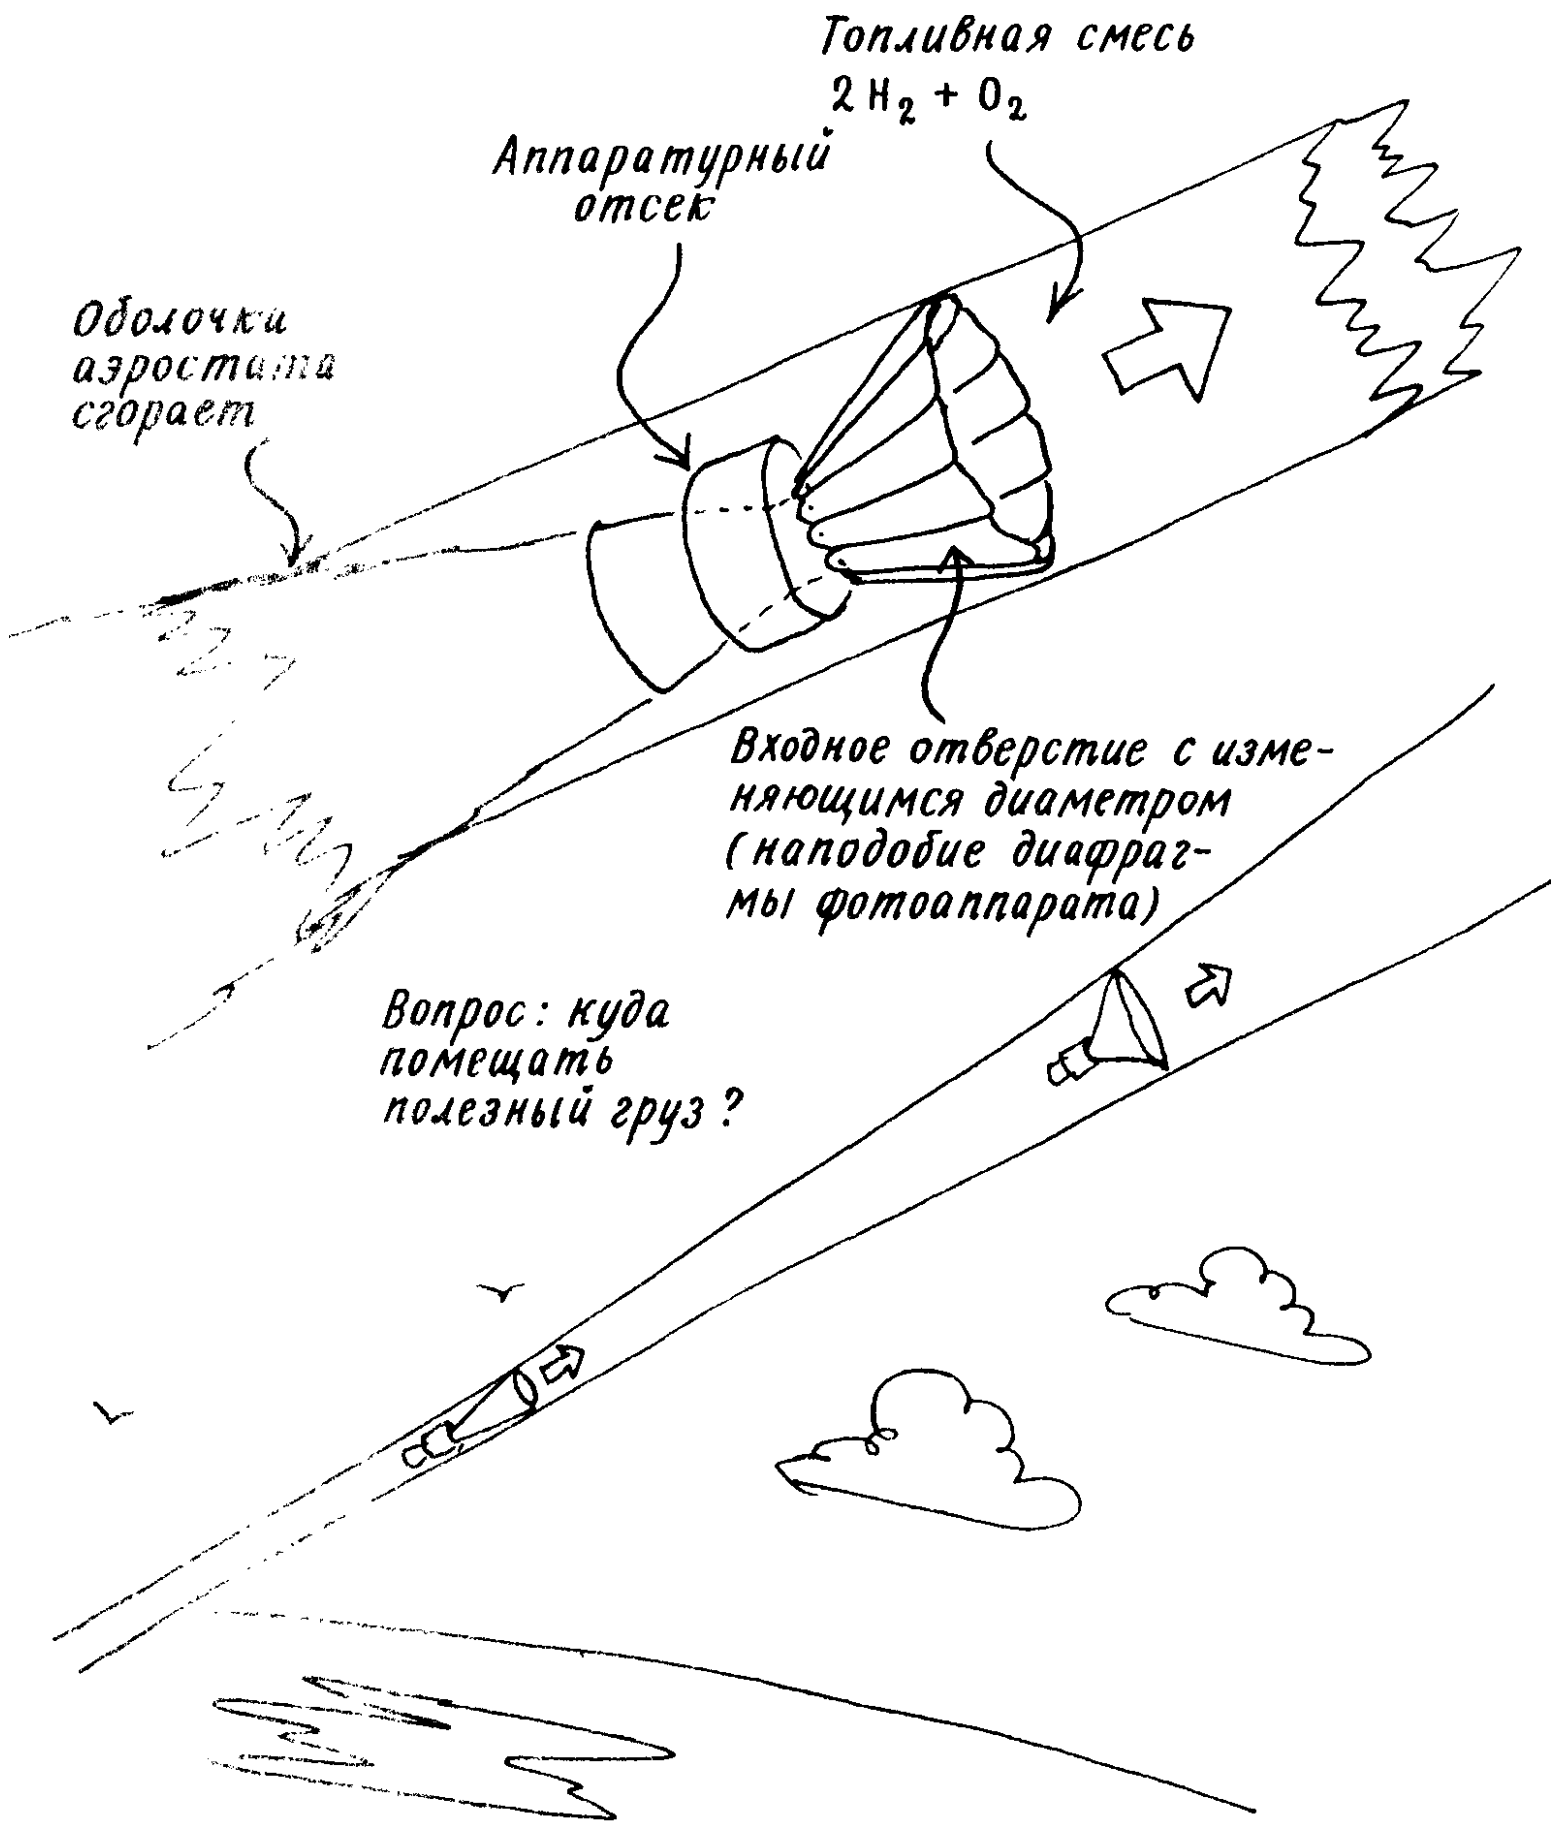 Топливная смесь
2H₂ + O₂
Аппаратурный
отсек
Оболочка
аэростата
сгорает
Входное отверстие с изме-
няющимся диаметром
(наподобие диафраг-
мы фотоаппарата)
Вопрос: куда
помещать
полезный груз?